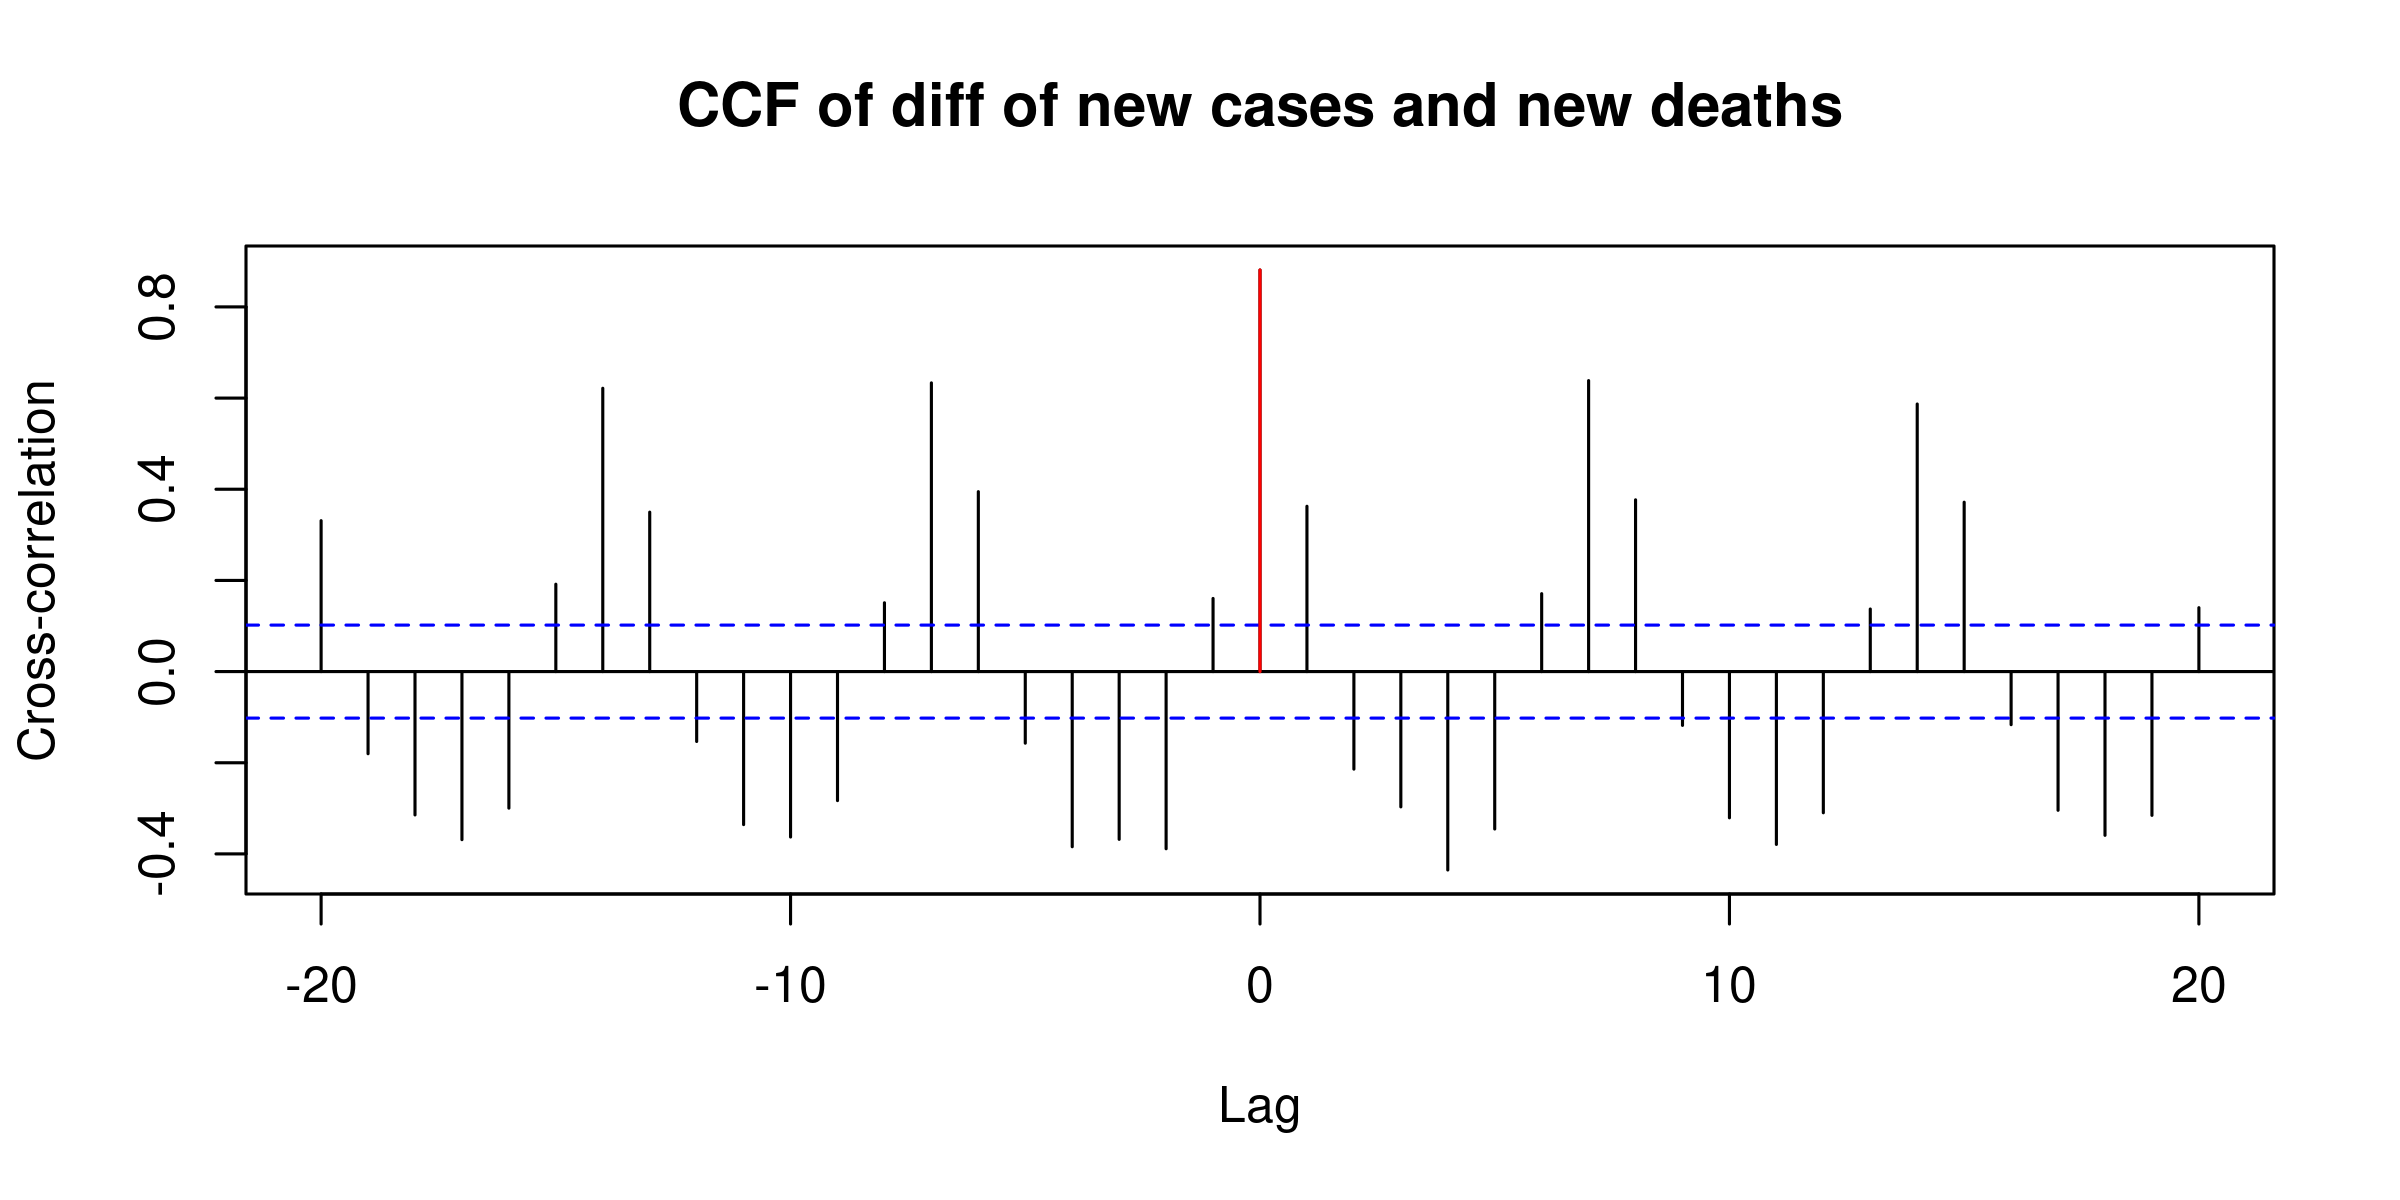 CCF of diff of new cases and new deaths
Cross-correlation
0.8
0.4
0.0
-0.4
-20 -10 0 10 20
Lag